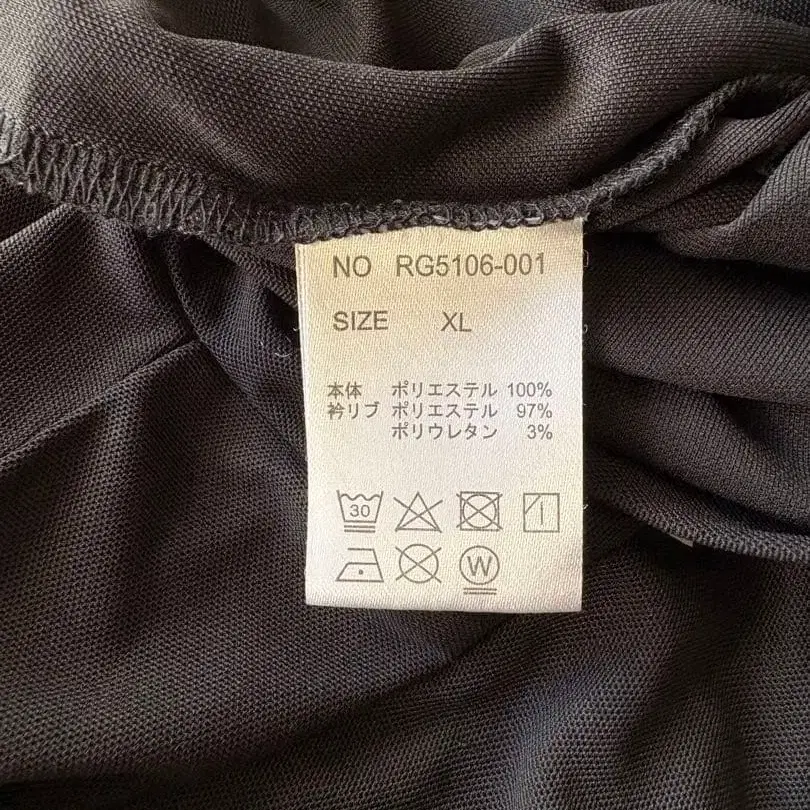 NO RG5106-001
SIZE XL
本体 ポリエステル 100%
衿リブ ポリエステル 97%
ポリウレタン 3%
30
W